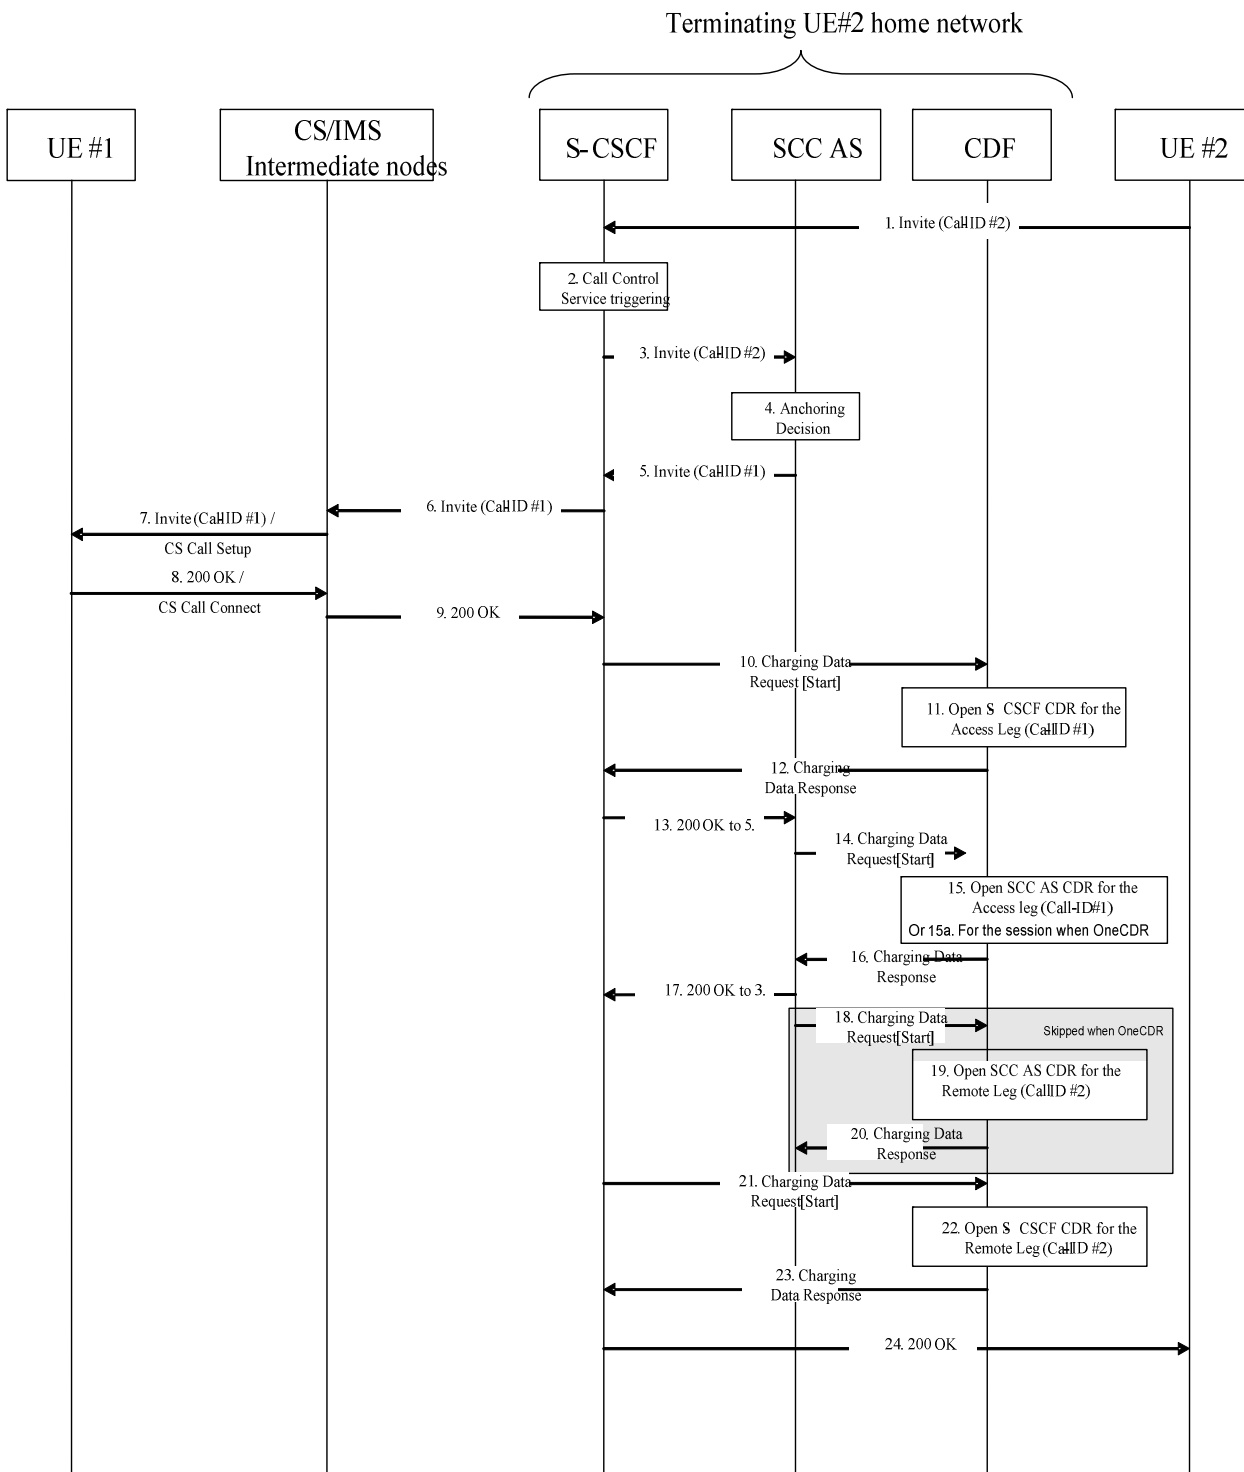 Terminating UE#2 home network
UE #1
CS/IMS
Intermediate nodes
S-CSCF
SCC AS
CDF
UE #2
1. Invite (Call-ID #2)
2. Call Control
Service triggering
3. Invite (Call-ID #2)
4. Anchoring
Decision
5. Invite (Call-ID #1)
6. Invite (Call-ID #1)
7. Invite (Call-ID #1) /
CS Call Setup
8. 200 OK /
CS Call Connect
9. 200 OK
10. Charging Data
Request [Start]
11. Open S-CSCF CDR for the
Access Leg (Call-ID #1)
12. Charging
Data Response
13. 200 OK to 5.
14. Charging Data
Request[Start]
15. Open SCC AS CDR for the
Access leg (Call-ID#1)
Or 15a. For the session when OneCDR
16. Charging Data
Response
17. 200 OK to 3.
18. Charging Data
Request[Start]
Skipped when OneCDR
19. Open SCC AS CDR for the
Remote Leg (CallID #2)
20. Charging Data
Response
21. Charging Data
Request[Start]
22. Open S-CSCF CDR for the
Remote Leg (Call-ID #2)
23. Charging
Data Response
24. 200 OK